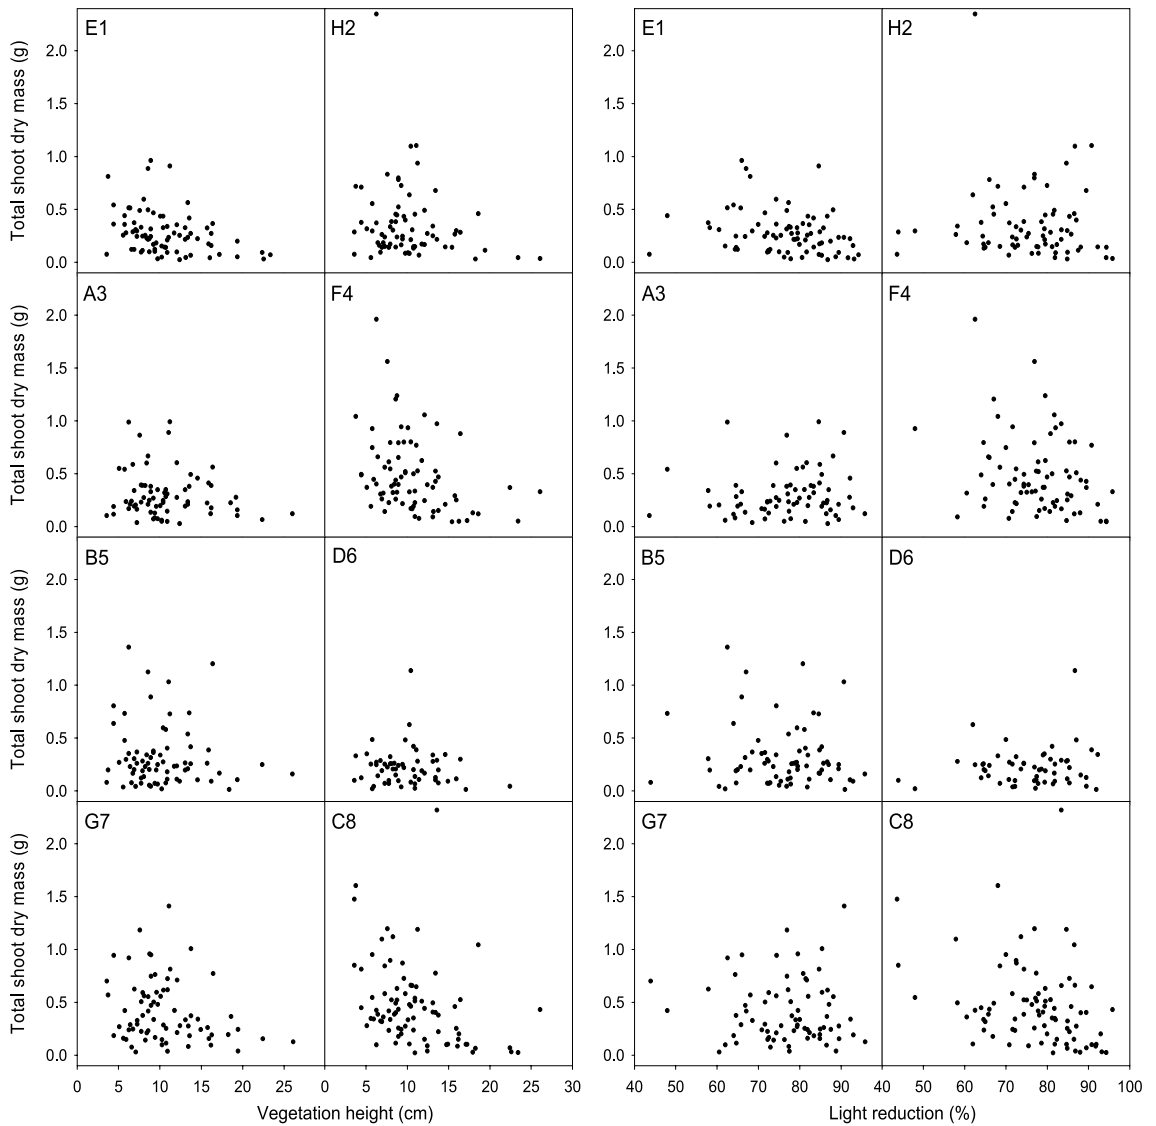 E1 H2 E1 H2
Total shoot dry mass (g)
2.0
1.5
1.0
0.5
0.0
A3 F4 A3 F4
Total shoot dry mass (g)
2.0
1.5
1.0
0.5
0.0
B5 D6 B5 D6
Total shoot dry mass (g)
2.0
1.5
1.0
0.5
0.0
G7 C8 G7 C8
Total shoot dry mass (g)
2.0
1.5
1.0
0.5
0.0
0 5 10 15 20 25 0 5 10 15 20 25 30 40 50 60 70 80 90 40 50 60 70 80 90 100
Vegetation height (cm) Light reduction (%)